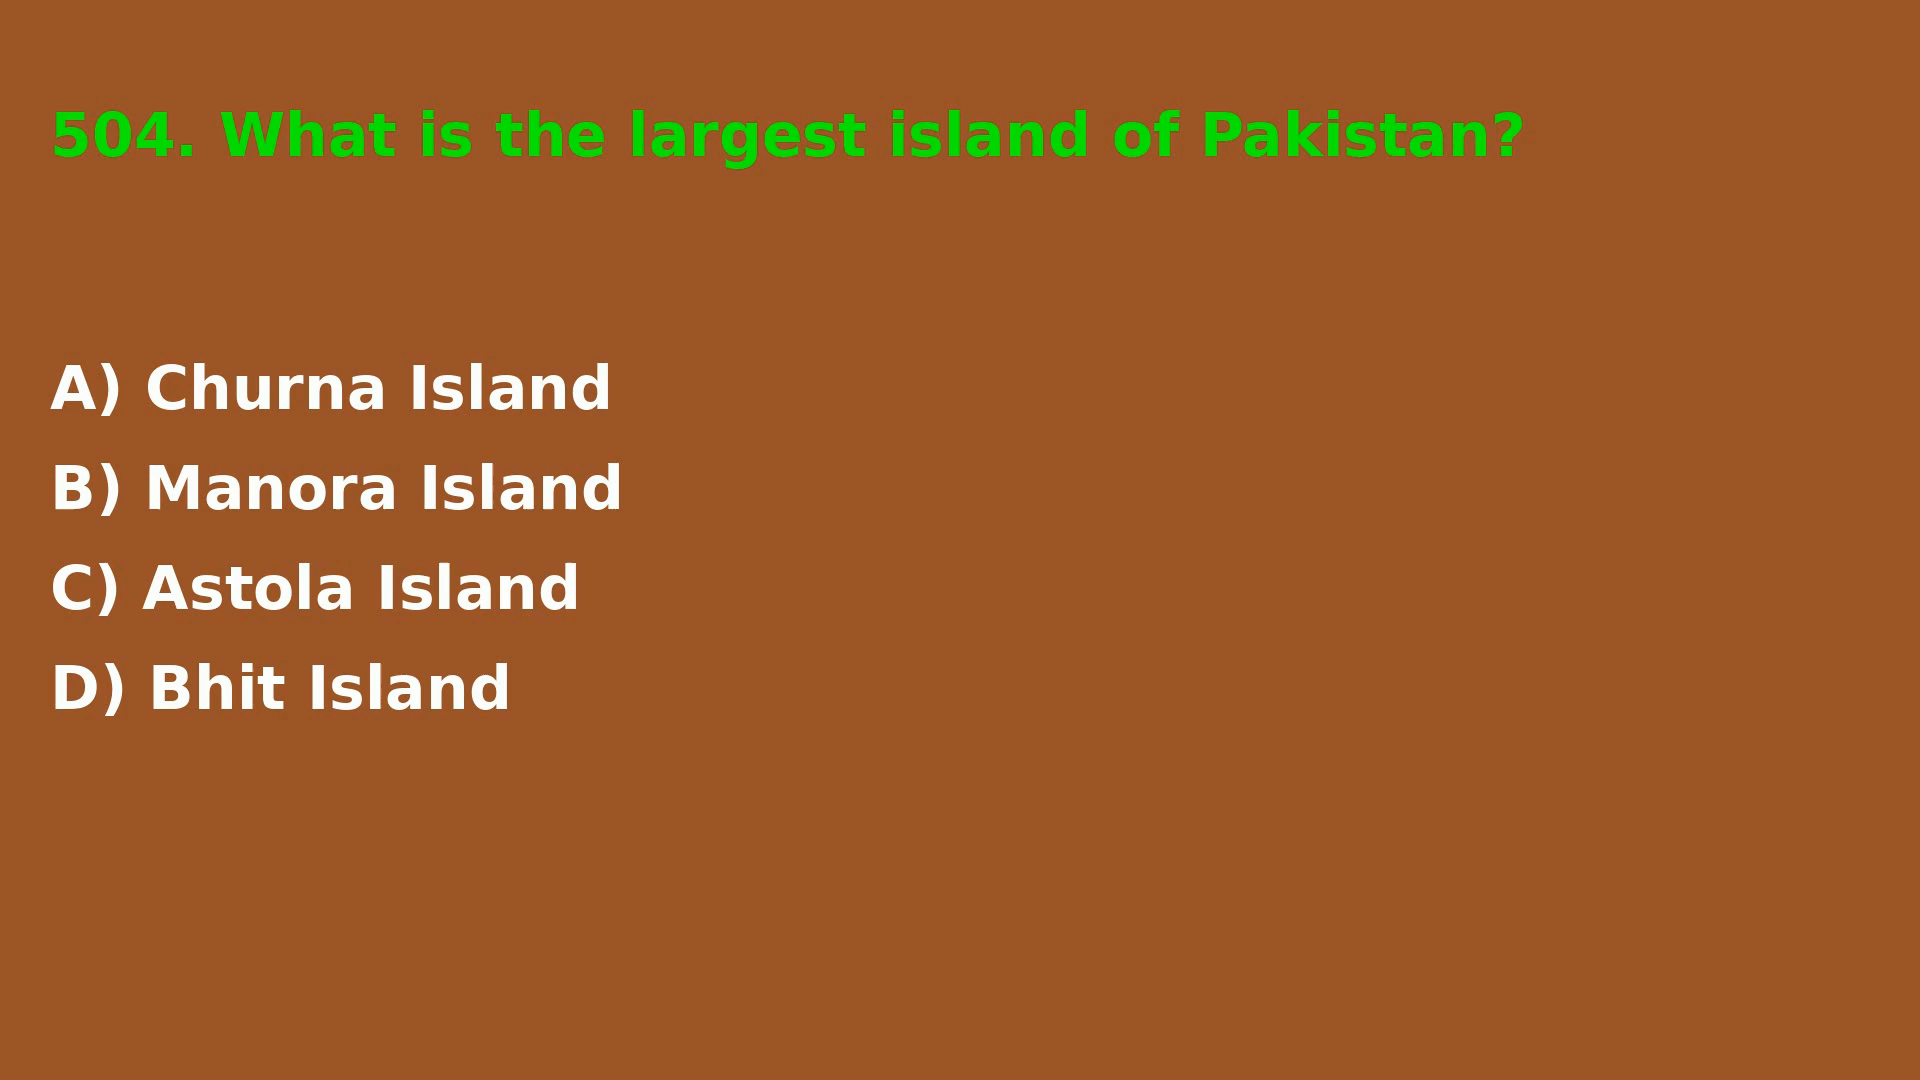 504. What is the largest island of Pakistan?
A) Churna Island
B) Manora Island
C) Astola Island
D) Bhit Island